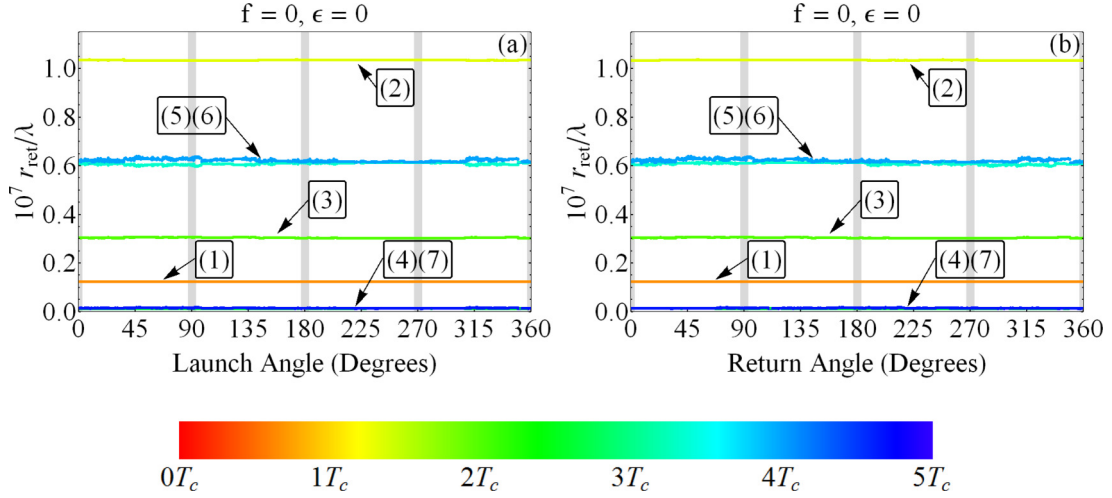 f = 0, ϵ = 0
(a)
10⁷ rᵣₑₜ/λ
1.0
0.8
0.6
0.4
0.2
0.0
(2)
(5)(6)
(3)
(1)
(4)(7)
0 45 90 135 180 225 270 315 360
Launch Angle (Degrees)
f = 0, ϵ = 0
(b)
10⁷ rᵣₑₜ/λ
1.0
0.8
0.6
0.4
0.2
0.0
(2)
(5)(6)
(3)
(1)
(4)(7)
0 45 90 135 180 225 270 315 360
Return Angle (Degrees)
0T_c 1T_c 2T_c 3T_c 4T_c 5T_c